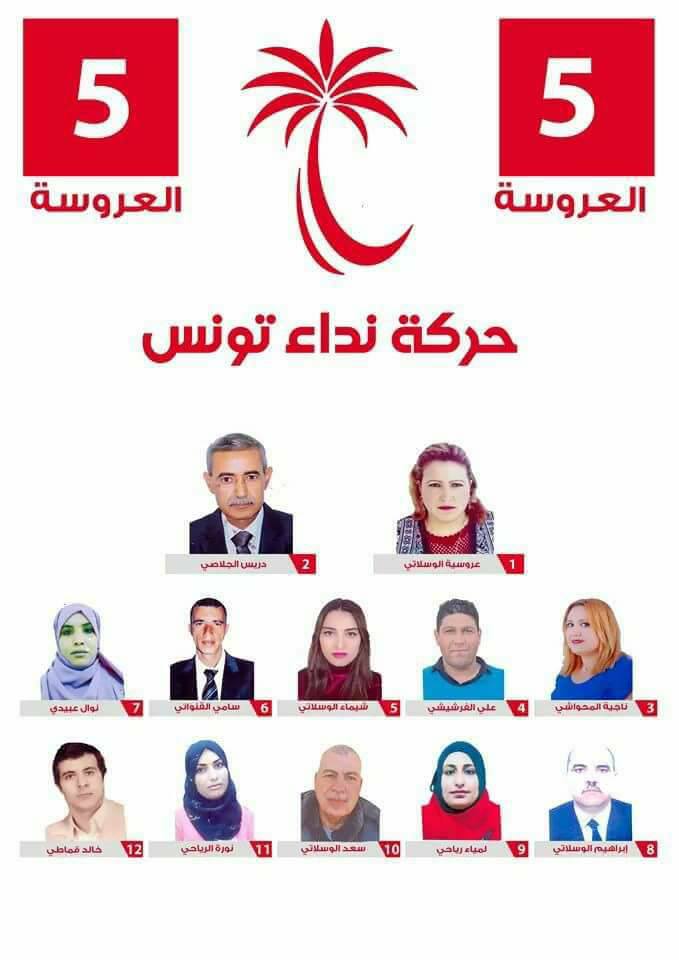 5
العروسة
5
العروسة
حركة نداء تونس
1 عروسية الوسلاتي
2 دريس الجلاصي
3 ناجية المحواشي
4 علي الفرشيشي
5 شيماء الوسلاتي
6 سامي القنواني
7 نوال عبيدي
8 إبراهيم الوسلاتي
9 لمياء رياحي
10 سعد الوسلاتي
11 نورة الرياحي
12 خالد قماطي